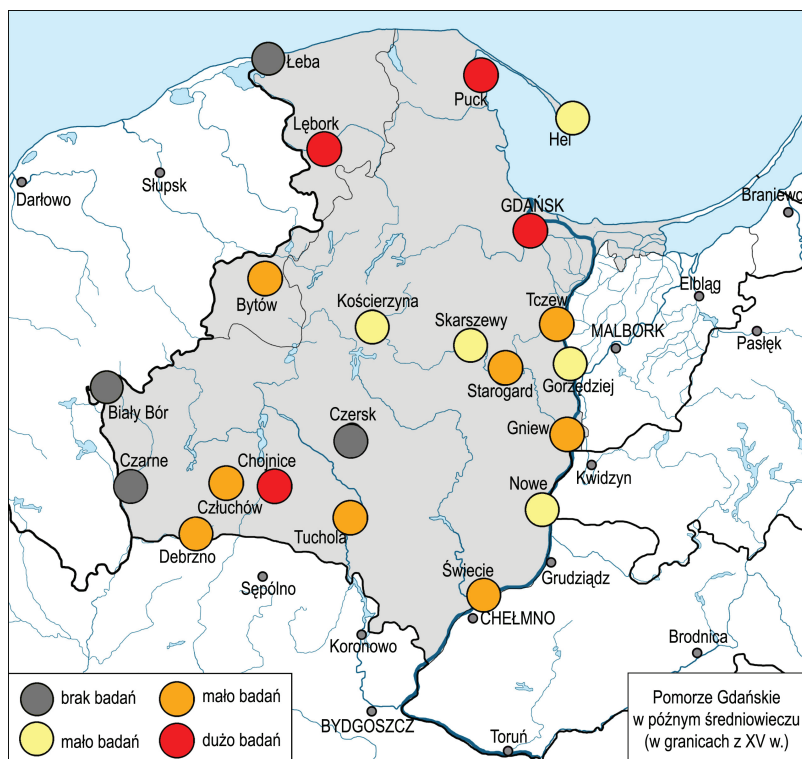 Łeba
Puck
Hel
Lębork
Słupsk
Darłowo
Braniewo
GDAŃSK
Bytów
Kościerzyna
Skarszewy
Tczew
Elbląg
MALBORK
Pasłęk
Starogard
Gorzędziej
Biały Bór
Czersk
Gniew
Czarne
Chojnice
Człuchów
Kwidzyn
Nowe
Tuchola
Debrzno
Sępólno
Świecie
Grudziądz
CHEŁMNO
Koronowo
Brodnica
BYDGOSZCZ
Toruń
brak badań
mało badań
mało badań
dużo badań
Pomorze Gdańskie
w późnym średniowieczu
(w granicach z XV w.)